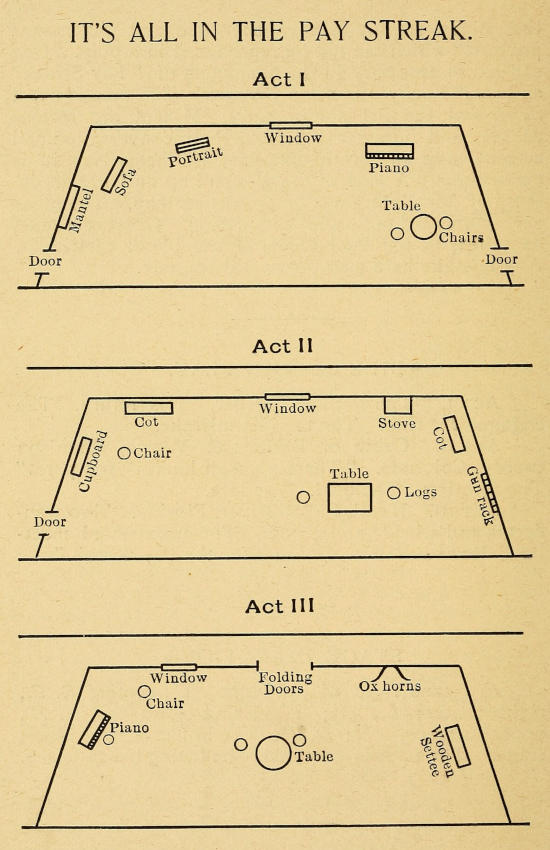 IT'S ALL IN THE PAY STREAK.
Act I
Window
Portrait
Piano
Sofa
Mantel
Table
Chairs
Door
Door
Act II
Cot
Window
Stove
Cot
Cupboard
Chair
Table
Logs
Gun rack
Door
Act III
Window
Folding
Doors
Ox horns
Chair
Piano
Table
Wooden
Settee